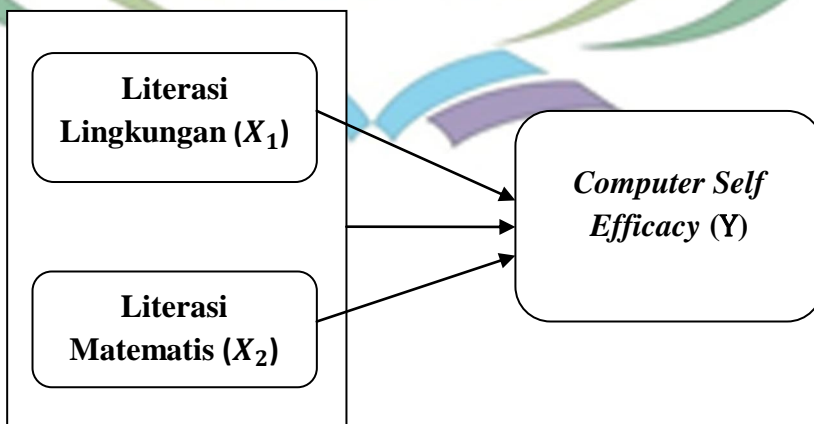 Literasi
Lingkungan (X₁)
Computer Self
Efficacy (Y)
Literasi
Matematis (X₂)